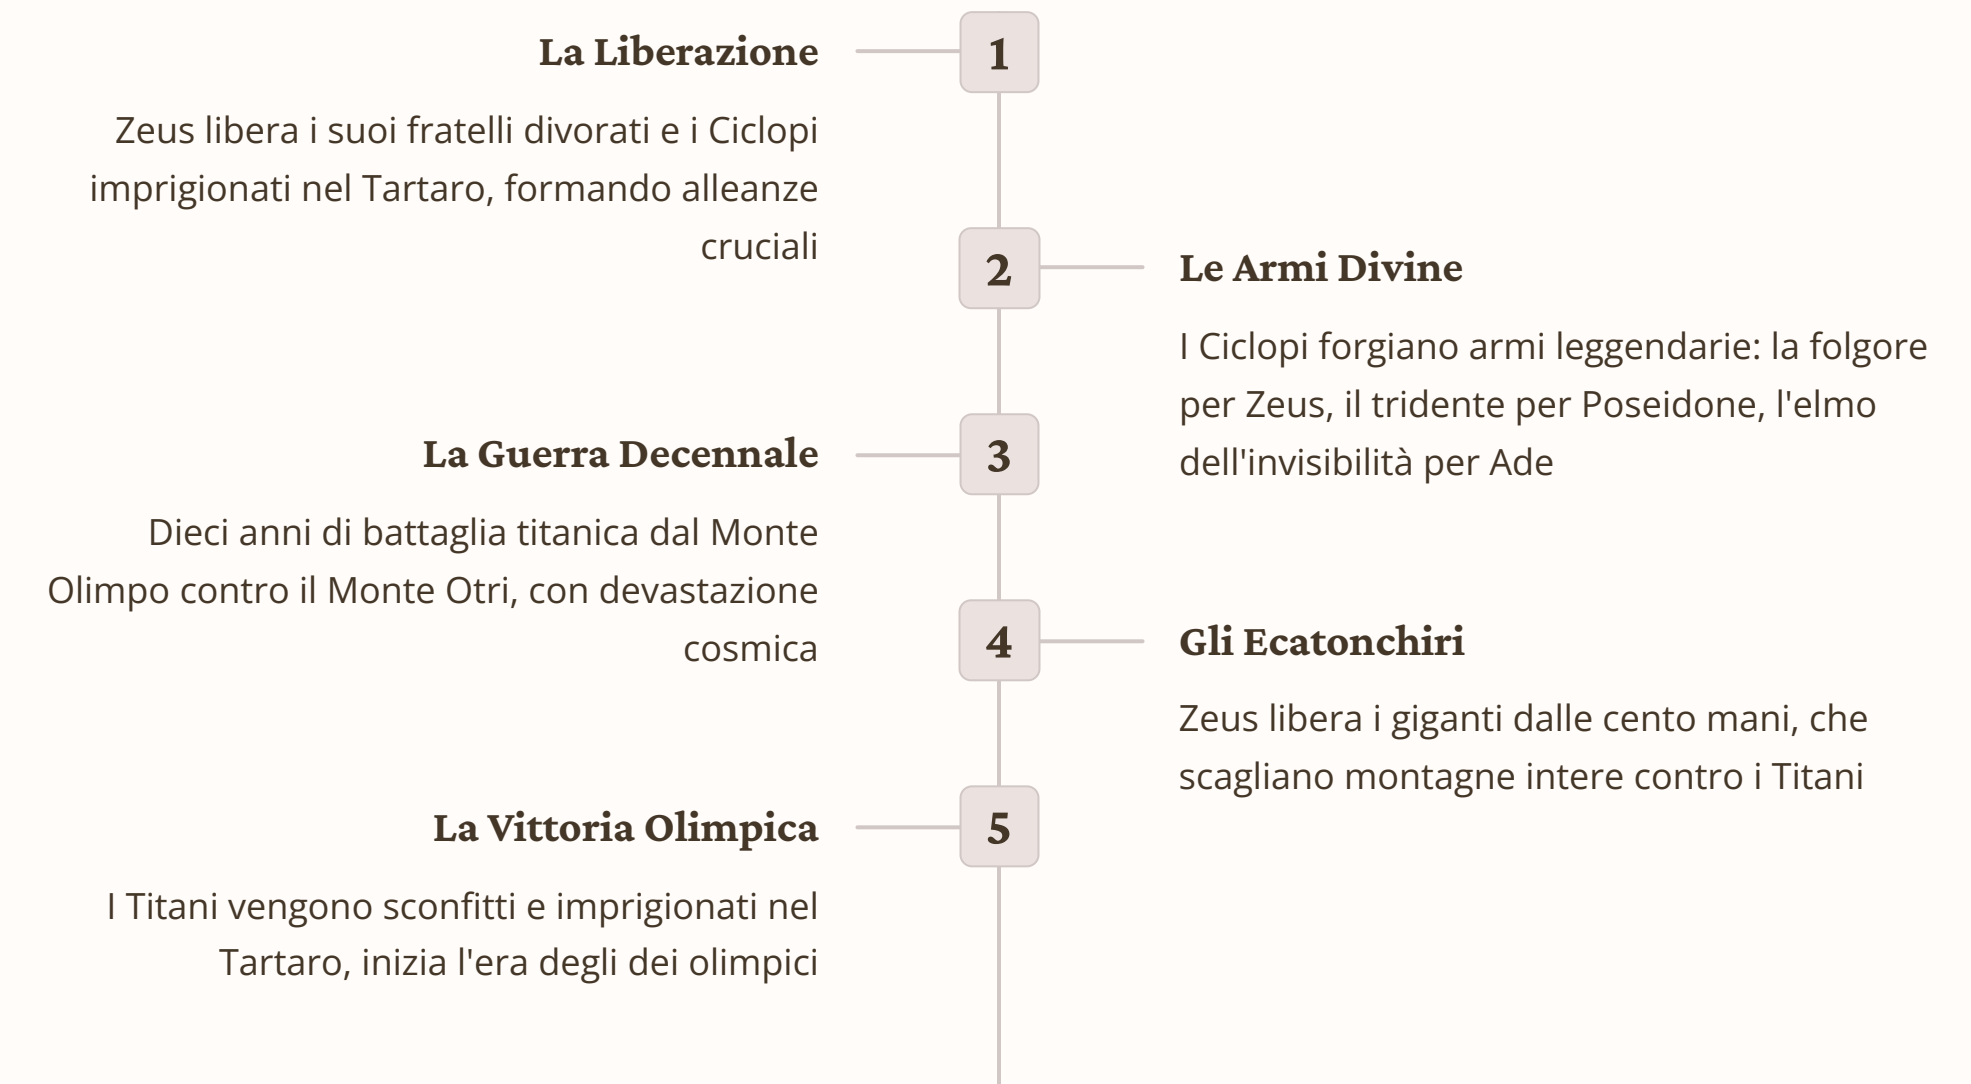 1
La Liberazione
Zeus libera i suoi fratelli divorati e i Ciclopi
imprigionati nel Tartaro, formando alleanze
cruciali
2
Le Armi Divine
I Ciclopi forgiano armi leggendarie: la folgore
per Zeus, il tridente per Poseidone, l'elmo
dell'invisibilità per Ade
3
La Guerra Decennale
Dieci anni di battaglia titanica dal Monte
Olimpo contro il Monte Otri, con devastazione
cosmica
4
Gli Ecatonchiri
Zeus libera i giganti dalle cento mani, che
scagliano montagne intere contro i Titani
5
La Vittoria Olimpica
I Titani vengono sconfitti e imprigionati nel
Tartaro, inizia l'era degli dei olimpici